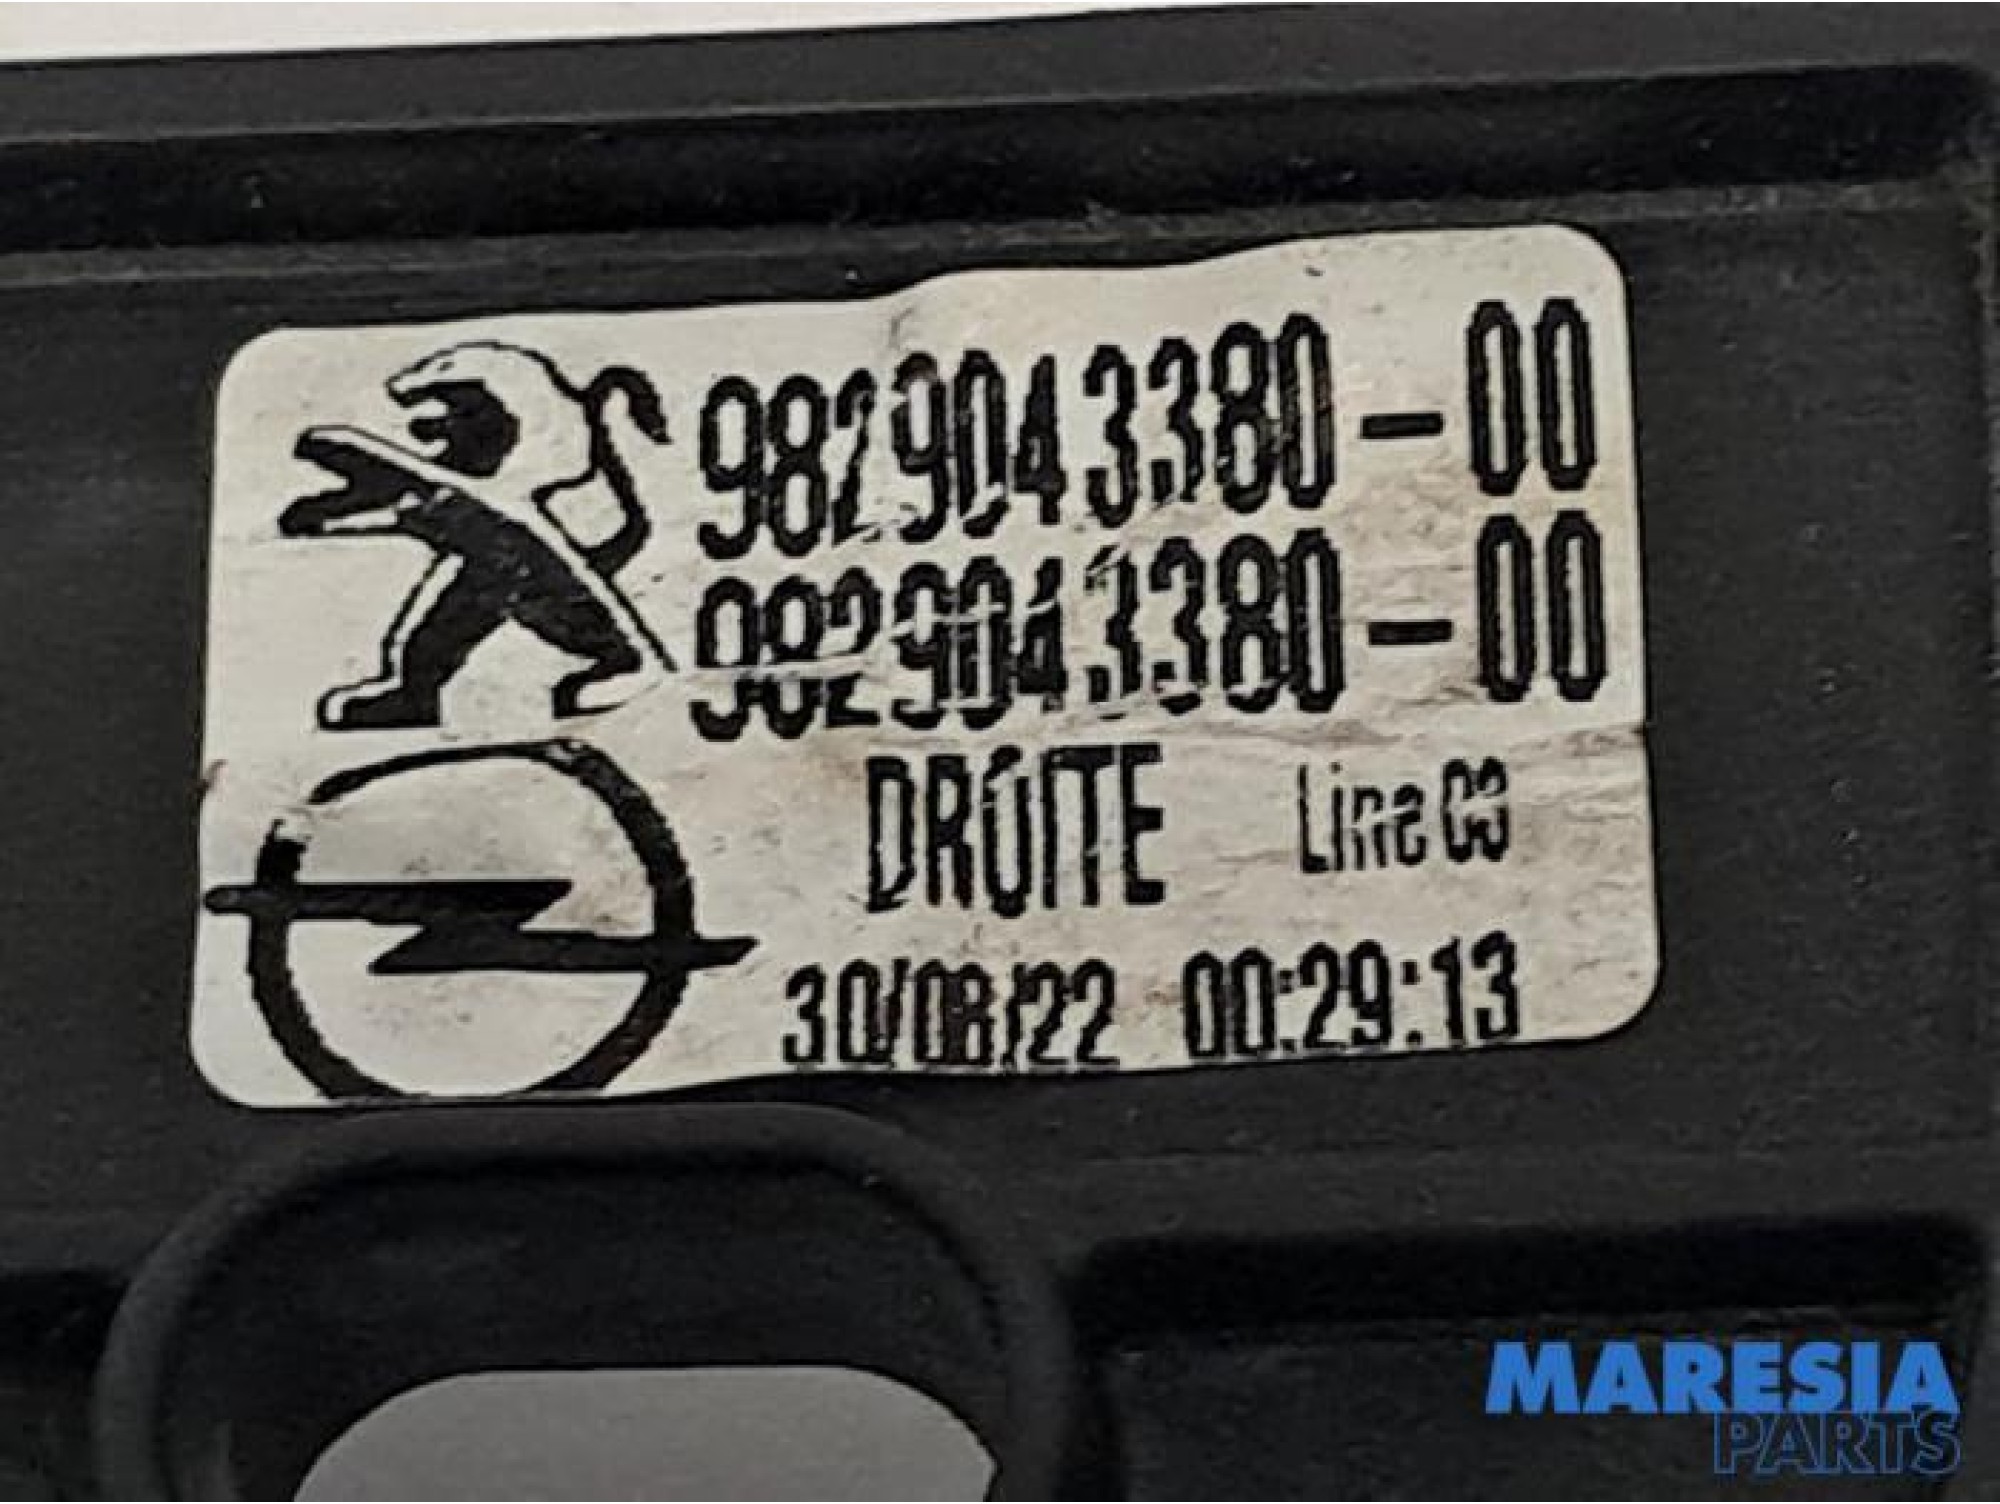 9829043380-00
9829043380-00
DROITE Line 03
30/08/22 00:29:13
MARESIA
PARTS